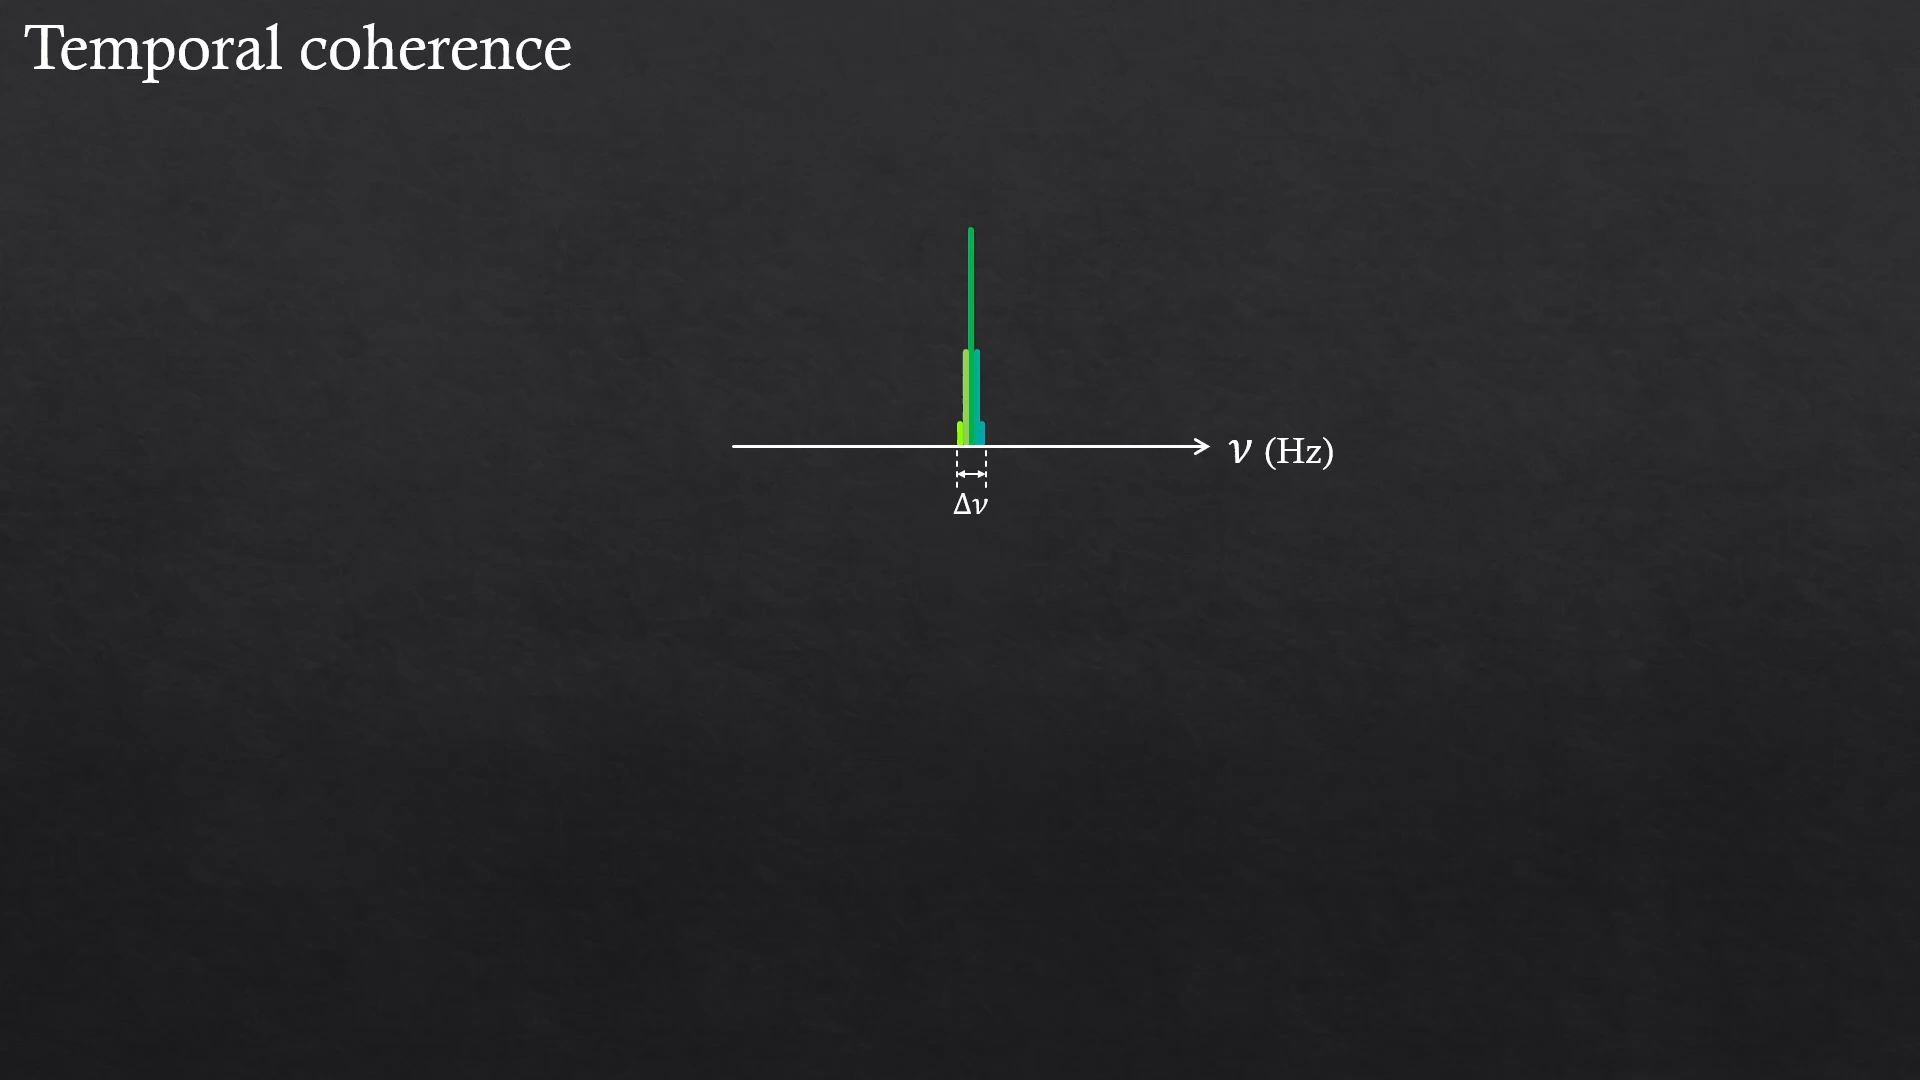 Temporal coherence
ν (Hz)
Δν